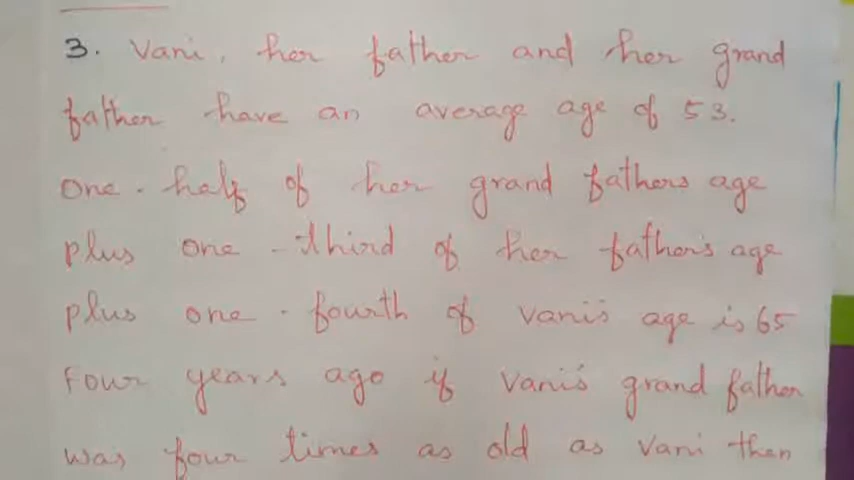 3. Vani, her father and her grand
father have an average age of 53.
One-half of her grand fathers age
plus one-third of her father's age
plus one-fourth of vani's age is 65
Four years ago if Vani's grand father
was four times as old as Vani then